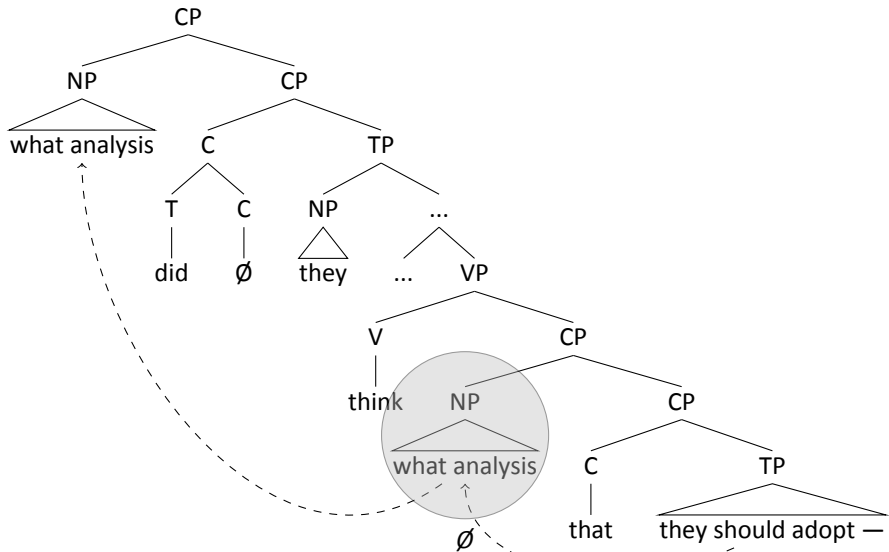 CP
NP CP
what analysis C TP
T C NP ...
did Ø they ... VP
V CP
think NP CP
what analysis C TP
Ø that they should adopt —